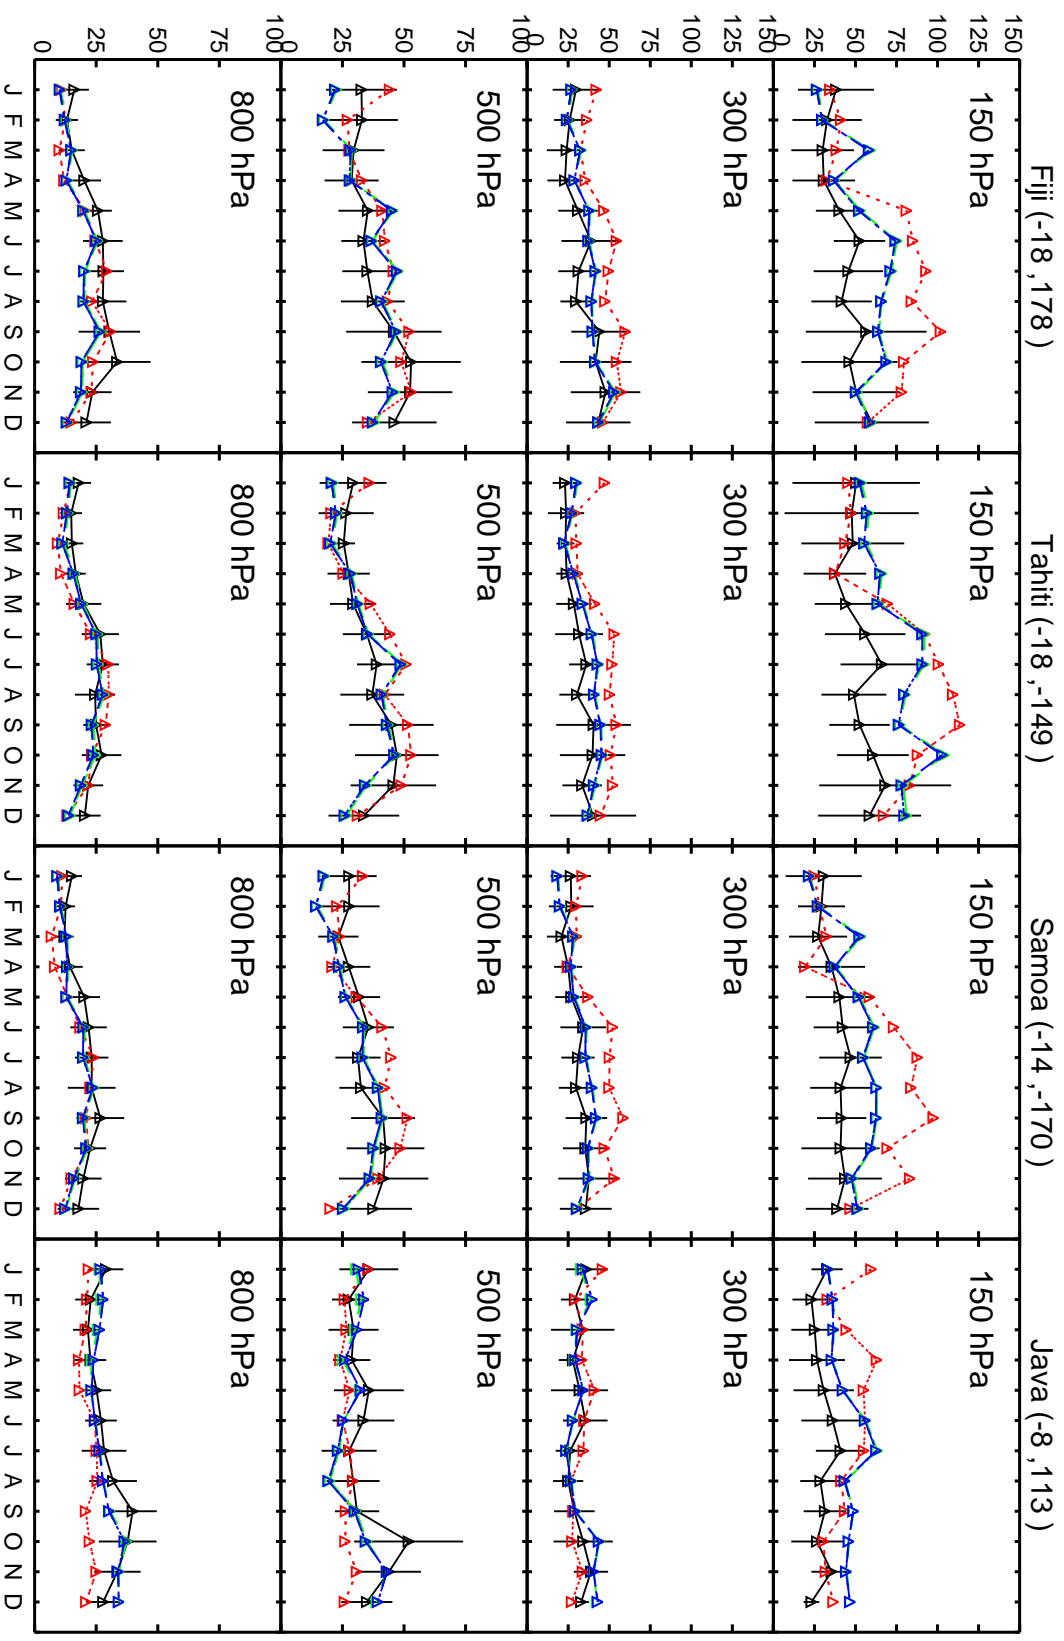 Fiji (-18 ,178 )
Tahiti (-18 ,-149)
Samoa (-14 ,-170)
Java (-8 ,113 )
150
125
100
75
50
25
0
150 hPa
150 hPa
150 hPa
150 hPa
150
125
100
75
50
25
0
300 hPa
300 hPa
300 hPa
300 hPa
100
75
50
25
0
500 hPa
500 hPa
500 hPa
500 hPa
100
75
50
25
0
800 hPa
800 hPa
800 hPa
800 hPa
J F M A M J J A S O N D
J F M A M J J A S O N D
J F M A M J J A S O N D
J F M A M J J A S O N D